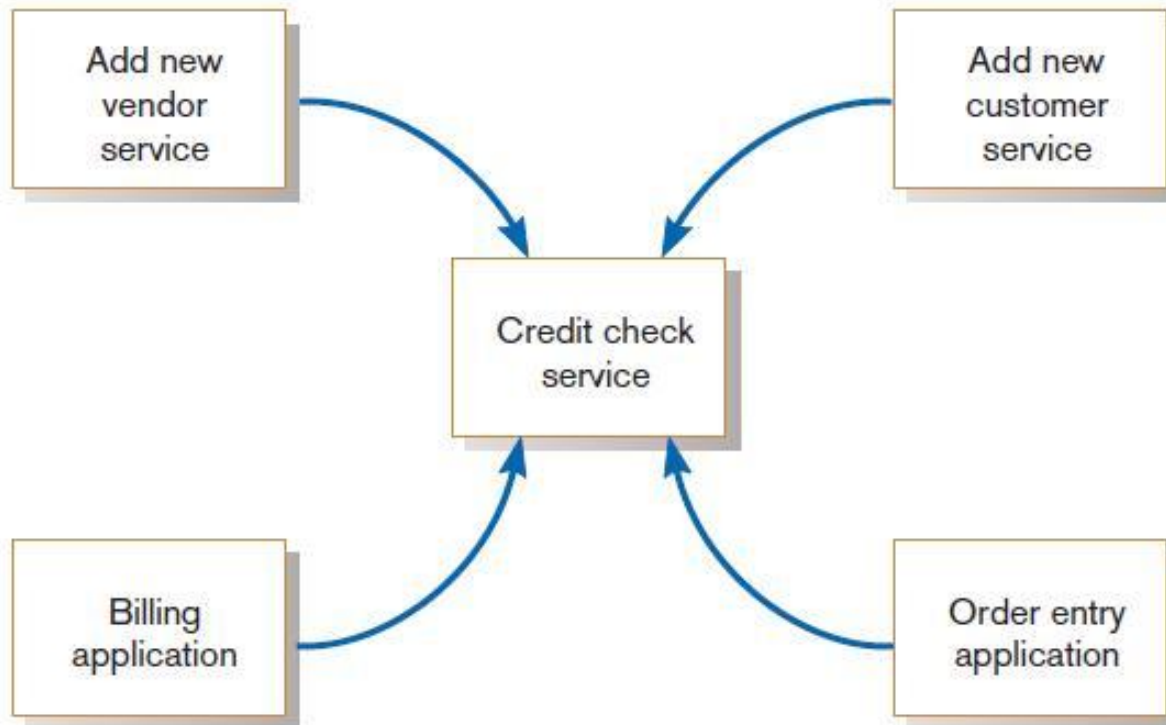 Add new
vendor
service
Add new
customer
service
Credit check
service
Billing
application
Order entry
application